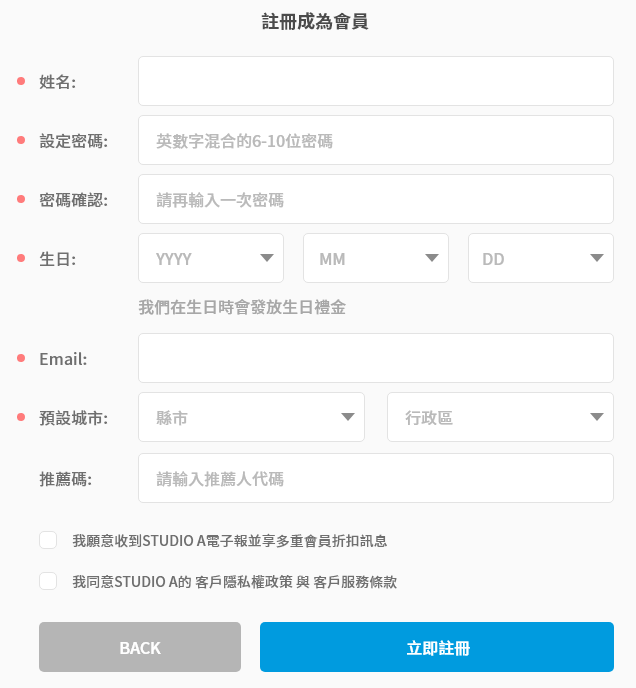 註冊成為會員
姓名:
設定密碼: 英數字混合的6-10位密碼
密碼確認: 請再輸入一次密碼
生日: YYYY MM DD
我們在生日時會發放生日禮金
Email:
預設城市: 縣市 行政區
推薦碼: 請輸入推薦人代碼
我願意收到STUDIO A電子報並享多重會員折扣訊息
我同意STUDIO A的 客戶隱私權政策 與 客戶服務條款
BACK 立即註冊